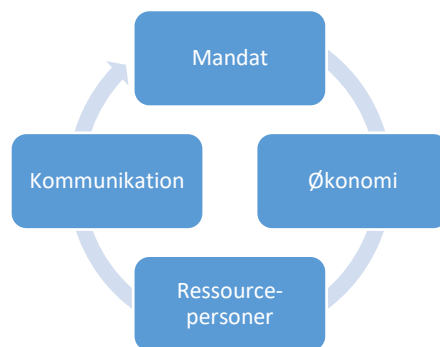 Mandat
Økonomi
Ressource-
personer
Kommunikation